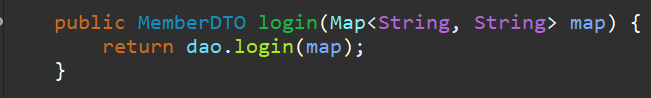 public MemberDTO login(Map<String, String> map) {
return dao.login(map);
}